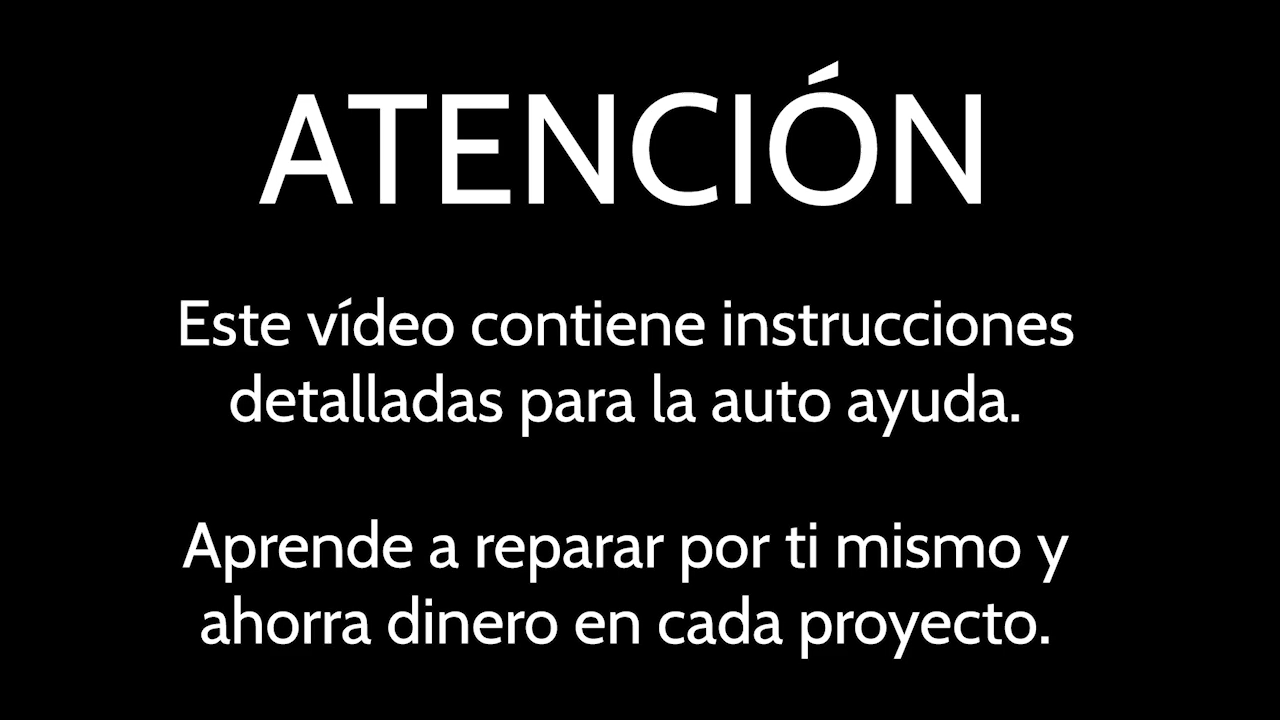 ATENCIÓN
Este vídeo contiene instrucciones
detalladas para la auto ayuda.
Aprende a reparar por ti mismo y
ahorra dinero en cada proyecto.